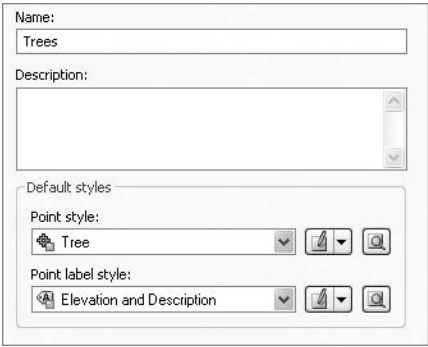 Name:
Trees
Description:
Default styles
Point style:
Tree
Point label style:
Elevation and Description